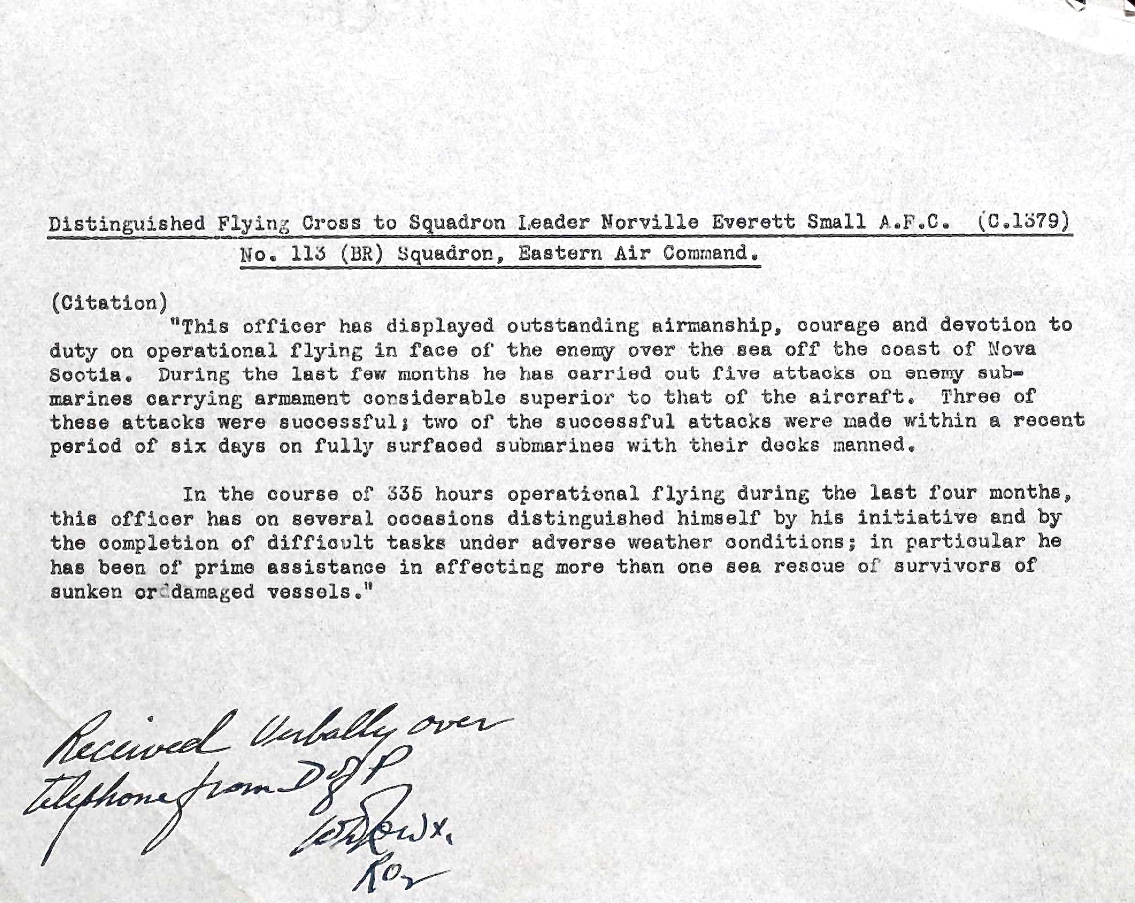 Distinguished Flying Cross to Squadron Leader Norville Everett Small A.F.C. (C.1379)
No. 113 (BR) Squadron, Eastern Air Command.
(Citation)
"This officer has displayed outstanding airmanship, courage and devotion to
duty on operational flying in face of the enemy over the sea off the coast of Nova
Scotia. During the last few months he has carried out five attacks on enemy sub-
marines carrying armament considerable superior to that of the aircraft. Three of
these attacks were successful; two of the successful attacks were made within a recent
period of six days on fully surfaced submarines with their decks manned.
In the course of 335 hours operational flying during the last four months,
this officer has on several occasions distinguished himself by his initiative and by
the completion of difficult tasks under adverse weather conditions; in particular he
has been of prime assistance in affecting more than one sea rescue of survivors of
sunken or damaged vessels."
Received Verbally over
telephone from D of P